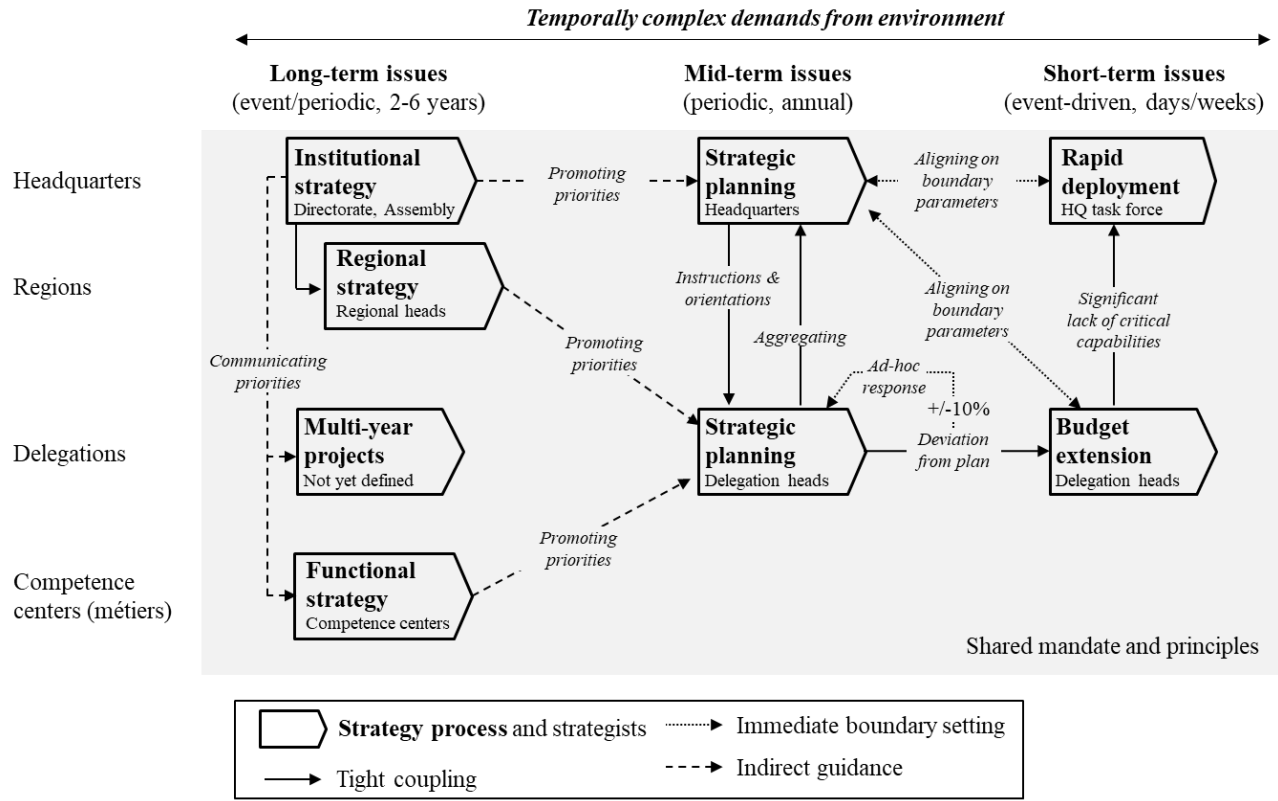 Temporally complex demands from environment
Long-term issues
(event/periodic, 2-6 years)
Mid-term issues
(periodic, annual)
Short-term issues
(event-driven, days/weeks)
Headquarters
Institutional
strategy
Directorate, Assembly
Promoting
priorities
Strategic
planning
Headquarters
Aligning on
boundary
parameters
Rapid
deployment
HQ task force
Regions
Regional
strategy
Regional heads
Instructions &
orientations
Aligning on
boundary
parameters
Significant
lack of critical
capabilities
Communicating
priorities
Promoting
priorities
Aggregating
Ad-hoc
response
+/-10%
Delegations
Multi-year
projects
Not yet defined
Strategic
planning
Delegation heads
Deviation
from plan
Budget
extension
Delegation heads
Promoting
priorities
Competence
centers (métiers)
Functional
strategy
Competence centers
Shared mandate and principles
Strategy process and strategists
Immediate boundary setting
Tight coupling
Indirect guidance